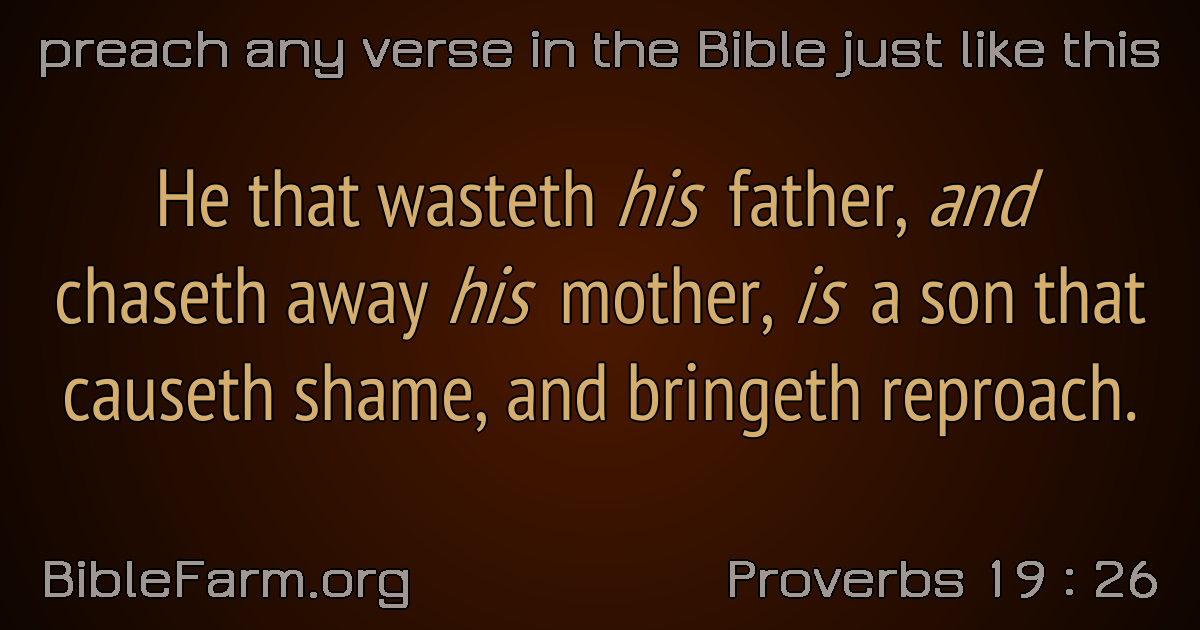 preach any verse in the Bible just like this
He that wasteth his father, and
chaseth away his mother, is a son that
causeth shame, and bringeth reproach.
BibleFarm.org
Proverbs 19 : 26